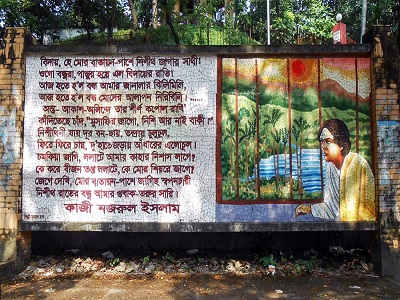 বিদায়, হে মোর বাতায়ন-পাশে নিশীথ জাগার সাথী!
ওগো বন্ধুরা, পাণ্ডুর হয়ে এল বিদায়ের রাতি!
আজ হতে হ'ল বন্ধ আমার জানালার ঝিলিমিলি,
আজ হতে হ'ল বন্ধ মোদের আলাপন নিরিবিলি!......
অস্ত-আকাশ-অলিন্দে তার শীর্ণ কপোল রাখি'
কাঁদিতেছে চাঁদ, "মুসাফির জাগো, নিশি আর নাই বাকী।"
নিশীথিনী যায় দূর বন-ছায়, তন্দ্রায় ঢুলুঢুল্,
ফিরে ফিরে চায়, দু'হাতে জড়ায় আঁধারের এলোচুল।
চমকিয়া জাগি, ললাটে আমার কাহার নিশাস লাগে?
কে করে বীজন তপ্ত ললাটে, কে মোর শিয়রে জাগে?
জেগে দেখি, মোর বাতায়ন-পাশে জাগিছ স্বপনচারী
নিশীথ রাতের বন্ধু আমার গুবাক-তরুর সারি।
কাজী নজরুল ইসলাম